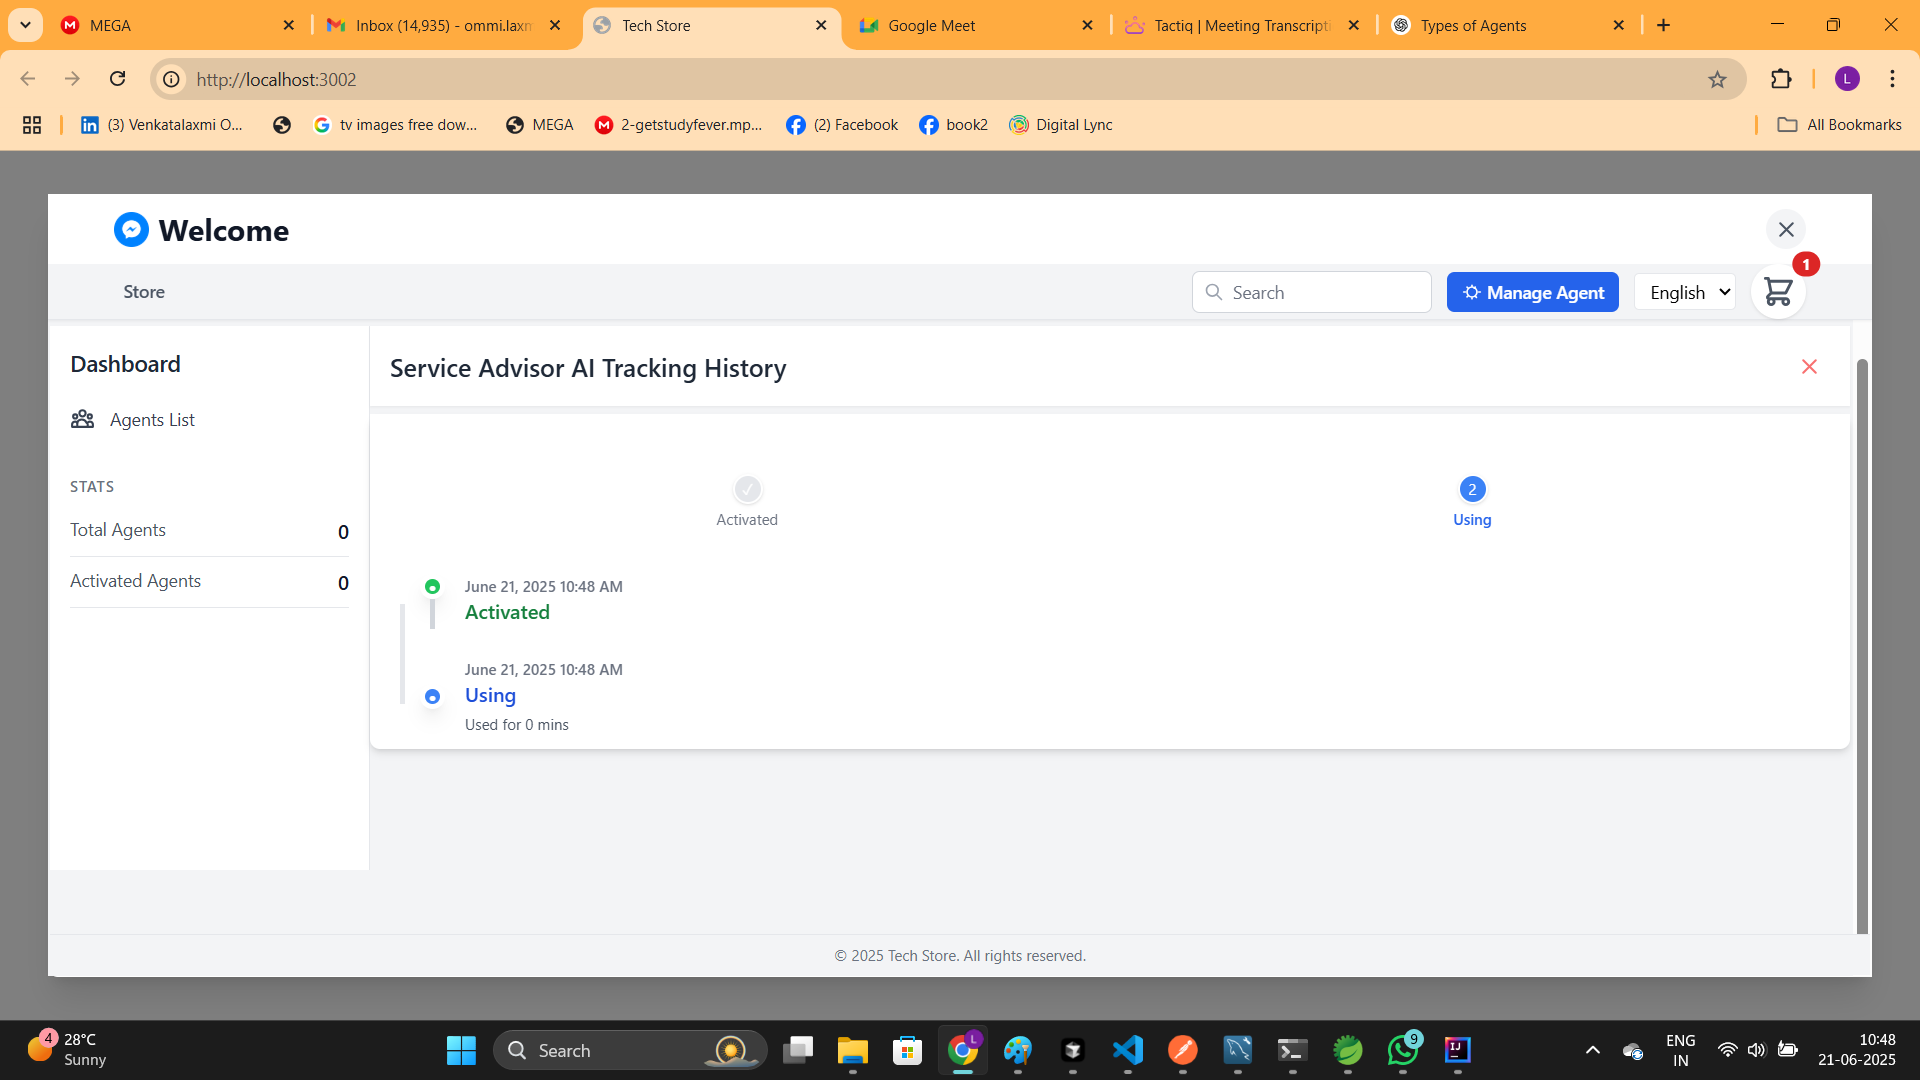 MEGA
Inbox (14,935) - ommi.laxm
Tech Store
Google Meet
Tactiq | Meeting Transcripti
Types of Agents
http://localhost:3002
L
(3) Venkatalaxmi O...
tv images free dow...
MEGA
2-getstudyfever.mp...
(2) Facebook
book2
Digital Lync
All Bookmarks
Welcome
1
Store
Search
Manage Agent
English
Dashboard
Agents List
STATS
Total Agents 0
Activated Agents 0
Service Advisor AI Tracking History
✓
Activated
2
Using
June 21, 2025 10:48 AM
Activated
June 21, 2025 10:48 AM
Using
Used for 0 mins
© 2025 Tech Store. All rights reserved.
4
28°C
Sunny
Search
L
9
IJ
ENG
IN
10:48
21-06-2025